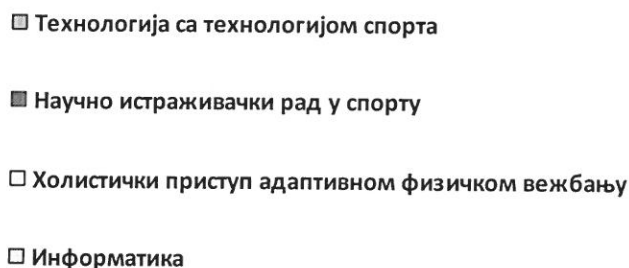 Технологија са технологијом спорта
Научно истраживачки рад у спорту
Холистички приступ адаптивном физичком вежбању
Информатика